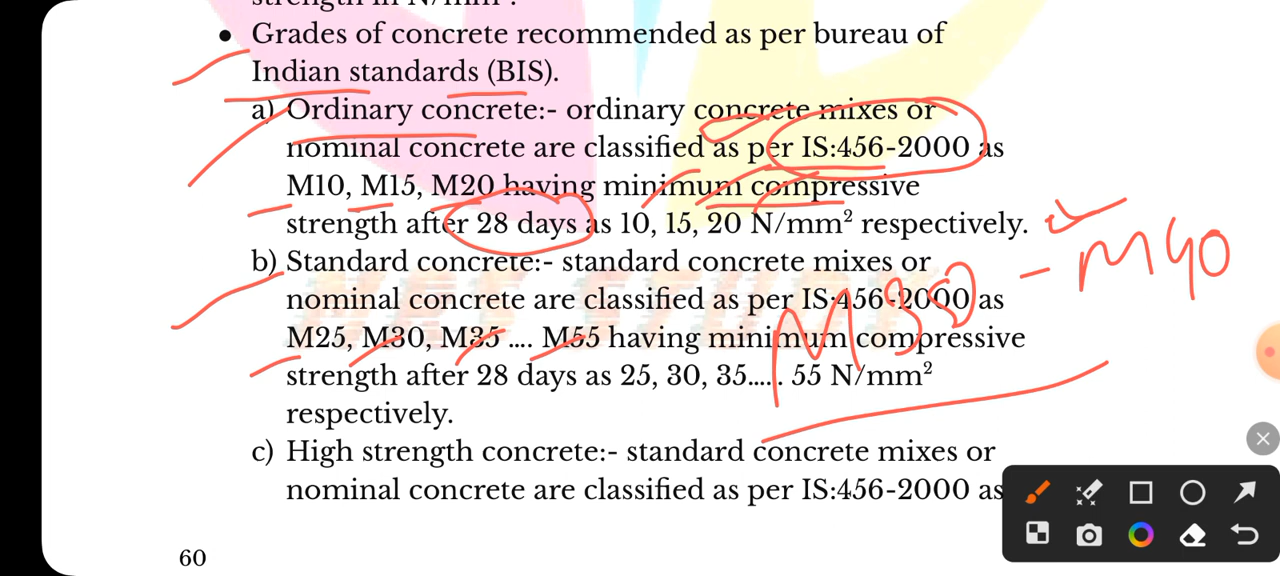 strength in N/mm².
• Grades of concrete recommended as per bureau of
Indian standards (BIS).
a) Ordinary concrete:- ordinary concrete mixes or
nominal concrete are classified as per IS:456-2000 as
M10, M15, M20 having minimum compressive
strength after 28 days as 10, 15, 20 N/mm² respectively.
b) Standard concrete:- standard concrete mixes or
nominal concrete are classified as per IS:456-2000 as
M25, M30, M35 .... M55 having minimum compressive
strength after 28 days as 25, 30, 35..... 55 N/mm²
respectively.
M30 - M40
c) High strength concrete:- standard concrete mixes or
nominal concrete are classified as per IS:456-2000 as
60